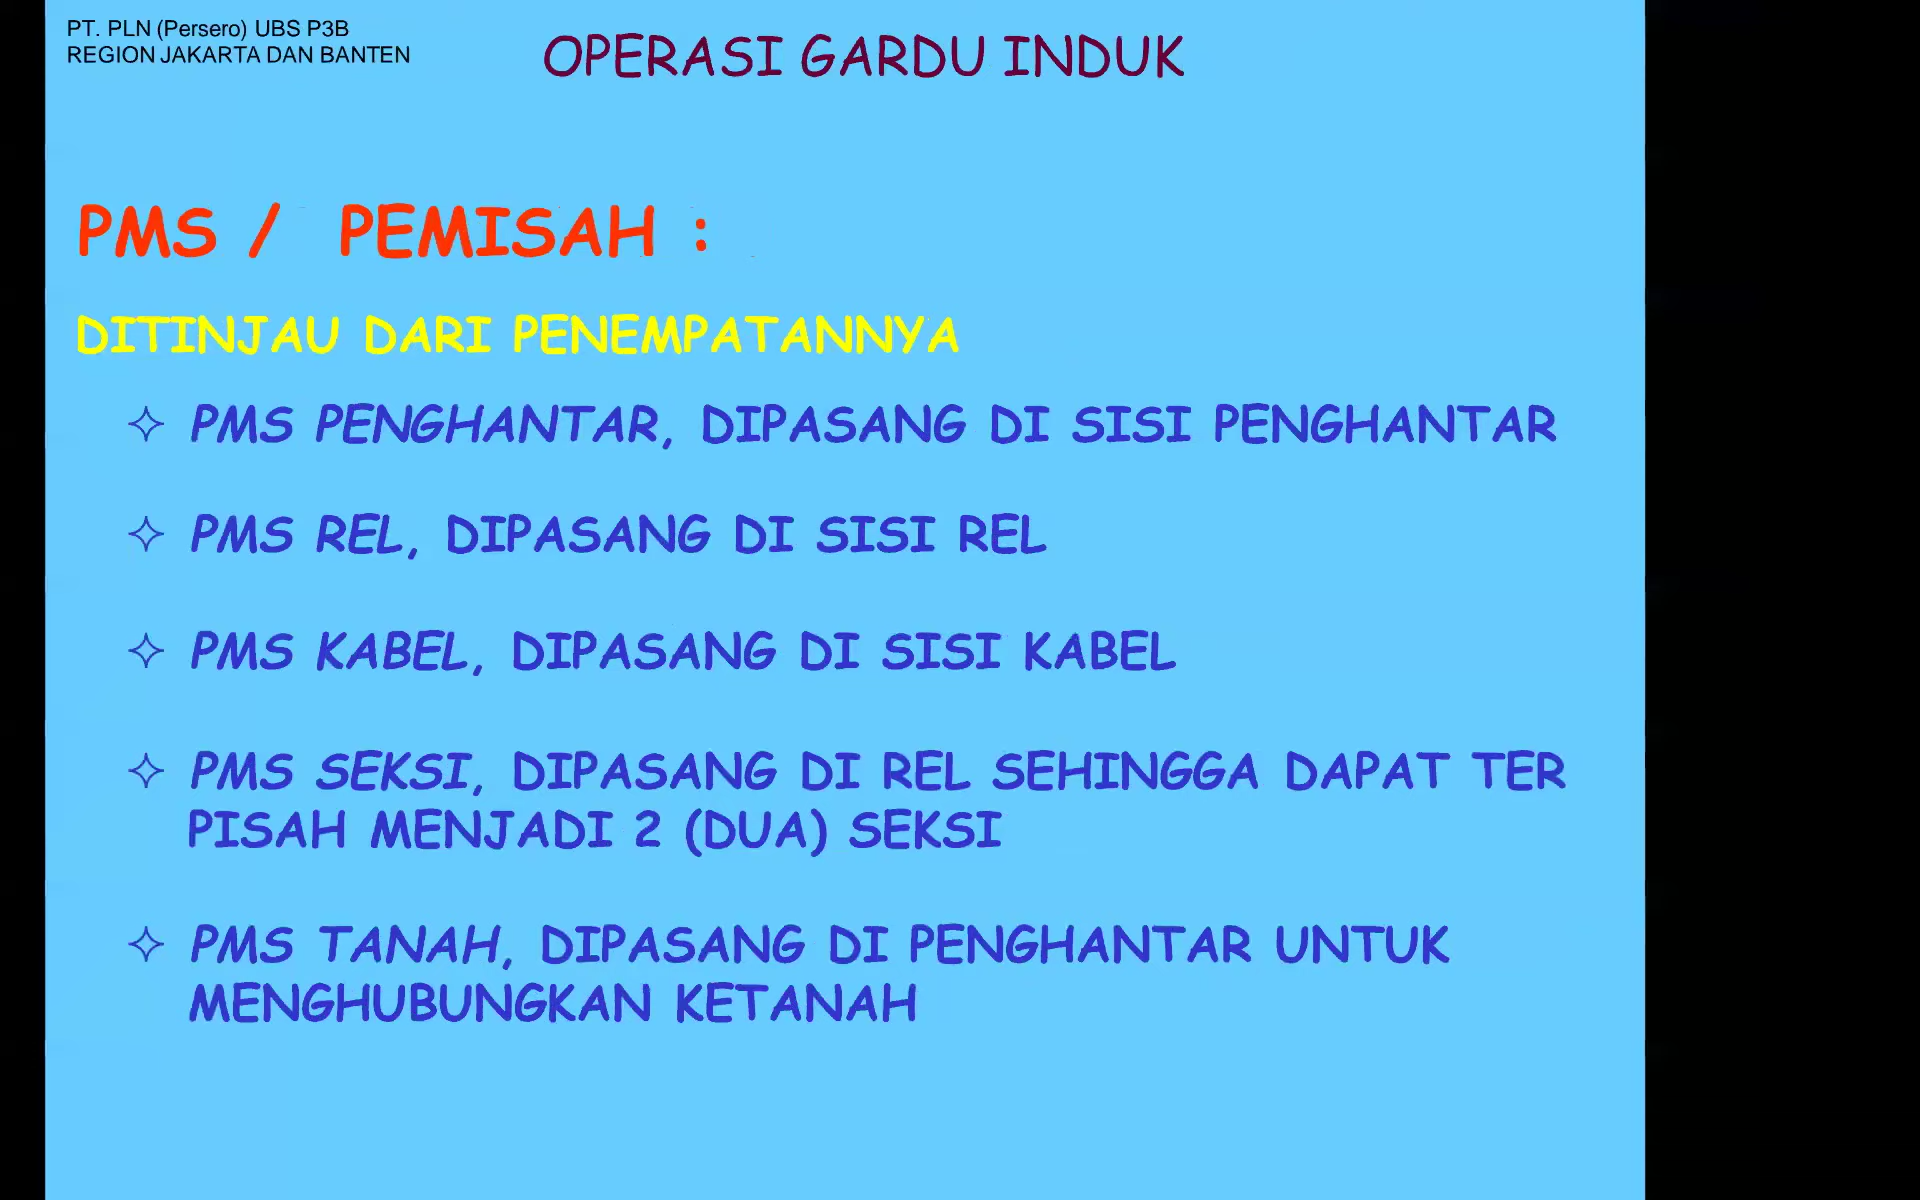 PT. PLN (Persero) UBS P3B
REGION JAKARTA DAN BANTEN
OPERASI GARDU INDUK
PMS / PEMISAH :
DITINJAU DARI PENEMPATANNYA
✧ PMS PENGHANTAR, DIPASANG DI SISI PENGHANTAR
✧ PMS REL, DIPASANG DI SISI REL
✧ PMS KABEL, DIPASANG DI SISI KABEL
✧ PMS SEKSI, DIPASANG DI REL SEHINGGA DAPAT TER
PISAH MENJADI 2 (DUA) SEKSI
✧ PMS TANAH, DIPASANG DI PENGHANTAR UNTUK
MENGHUBUNGKAN KETANAH